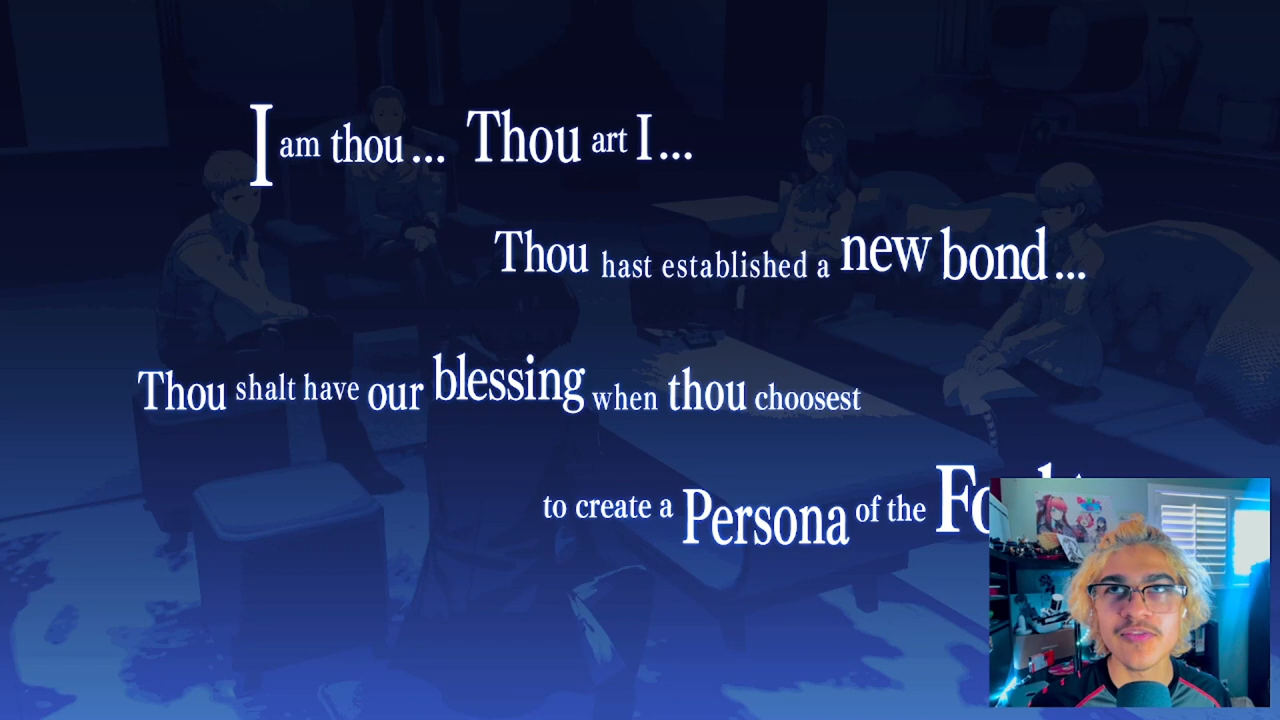 I am thou... Thou art I...
Thou hast established a new bond...
Thou shalt have our blessing when thou choosest
to create a Persona of the